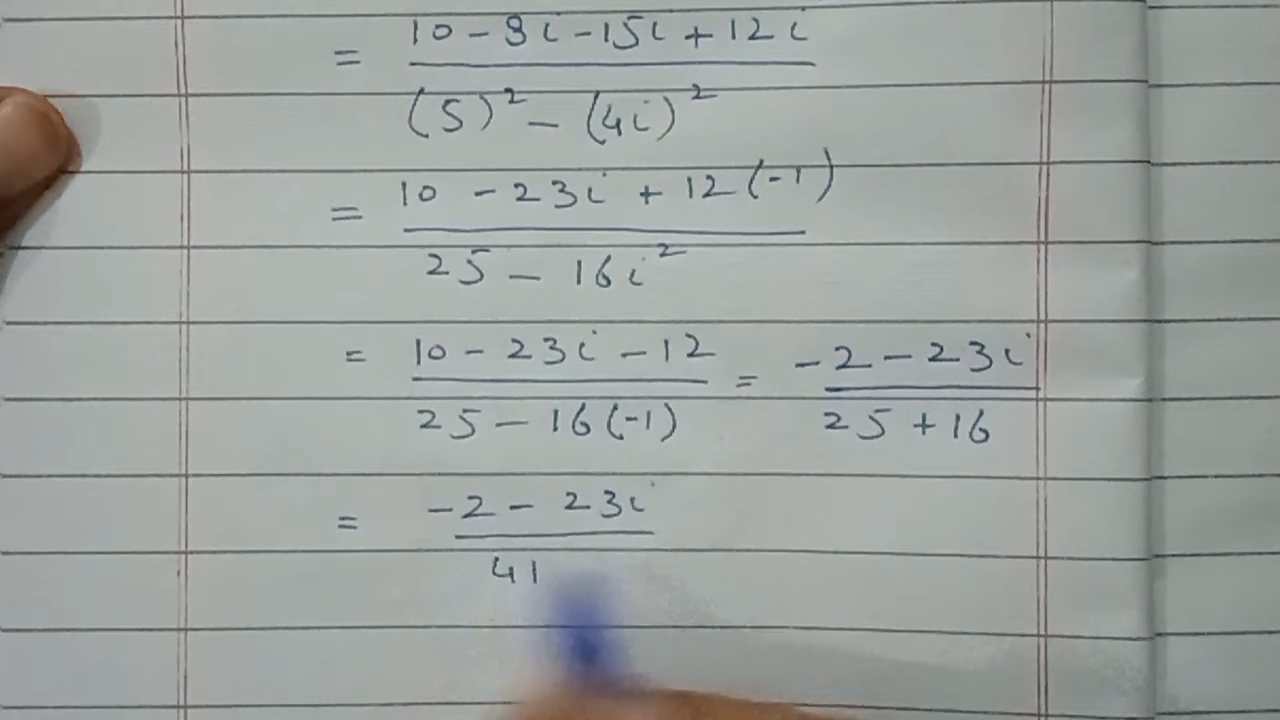 = 10 - 8i - 15i + 12i / (5)² - (4i)²
= 10 - 23i + 12(-1) / 25 - 16i²
= 10 - 23i - 12 / 25 - 16(-1) = -2 - 23i / 25 + 16
= -2 - 23i / 41